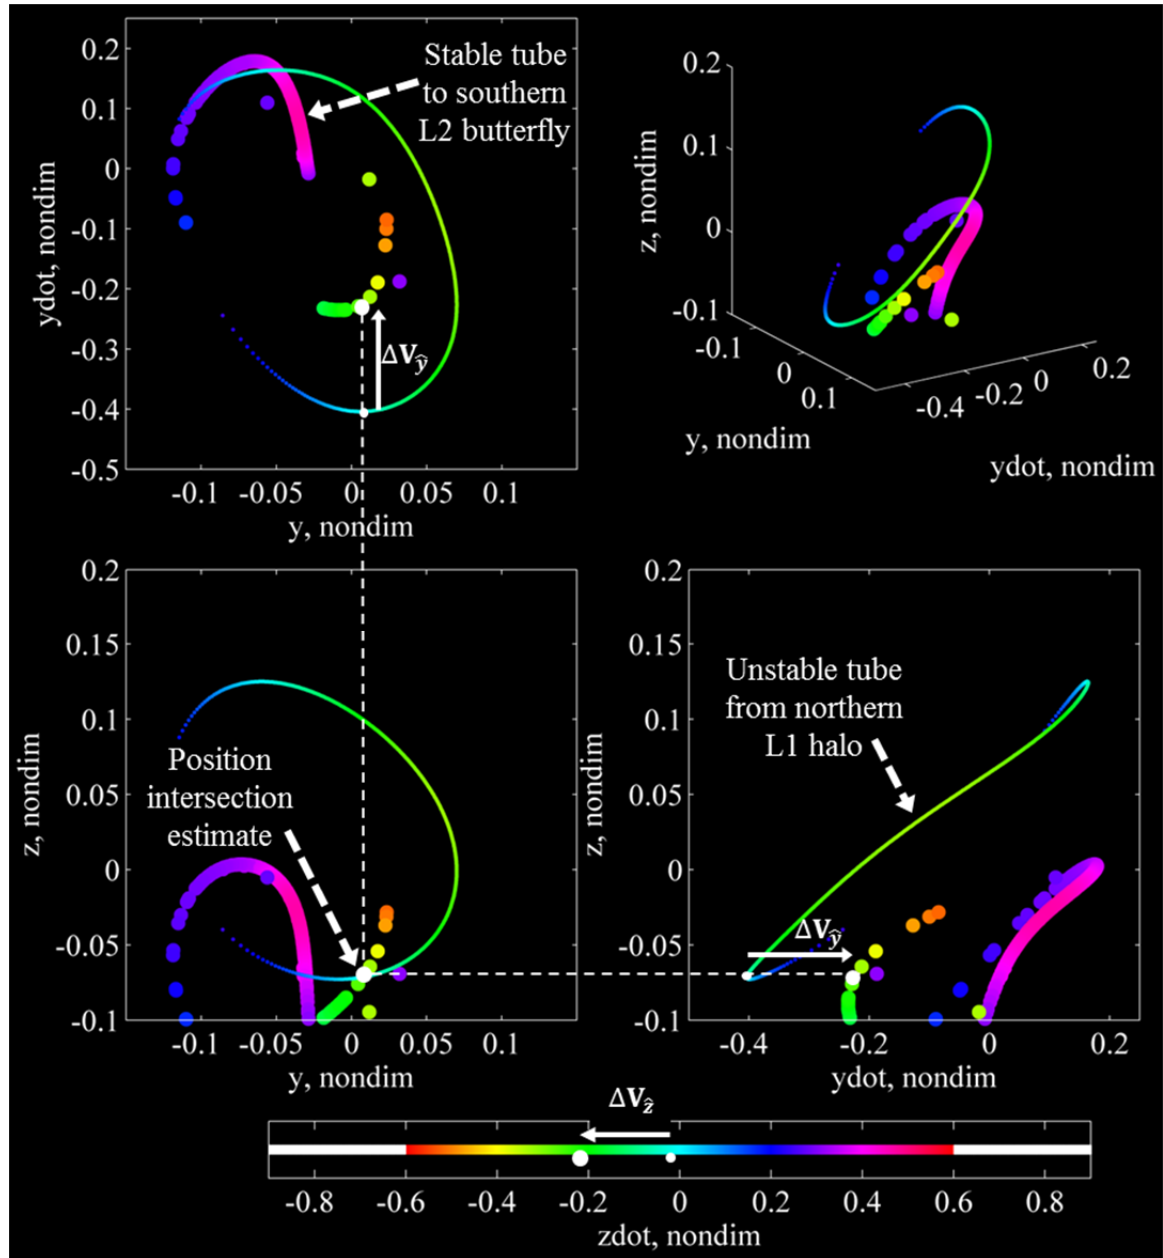 0.2
0.1
0
-0.1
-0.2
-0.3
-0.4
-0.5
ydot, nondim
-0.1 -0.05 0 0.05 0.1
y, nondim
Stable tube
to southern
L2 butterfly
ΔV_ŷ
0.2
0.1
0
-0.1
z, nondim
-0.1
0
0.1
y, nondim
-0.4 -0.2 0 0.2
ydot, nondim
0.2
0.15
0.1
0.05
0
-0.05
-0.1
z, nondim
-0.1 -0.05 0 0.05 0.1
y, nondim
Position
intersection
estimate
0.2
0.15
0.1
0.05
0
-0.05
-0.1
z, nondim
-0.4 -0.2 0 0.2
ydot, nondim
Unstable tube
from northern
L1 halo
ΔV_ŷ
ΔV_ẑ
-0.8 -0.6 -0.4 -0.2 0 0.2 0.4 0.6 0.8
zdot, nondim